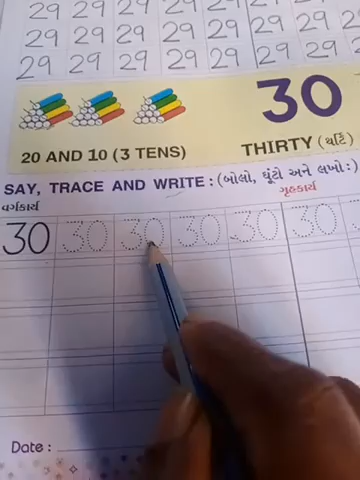 29 29 29 29 29 29 29
29 29 29 29 29 29 29 29
29 29 29 29 29 29 29
30
20 AND 10 (3 TENS)
THIRTY (થર્ટિ)
SAY, TRACE AND WRITE : (બોલો, ઘૂંટો અને લખો :)
વર્ગકાર્ય
ગૃહકાર્ય
30 30 30 30 30 30
Date :